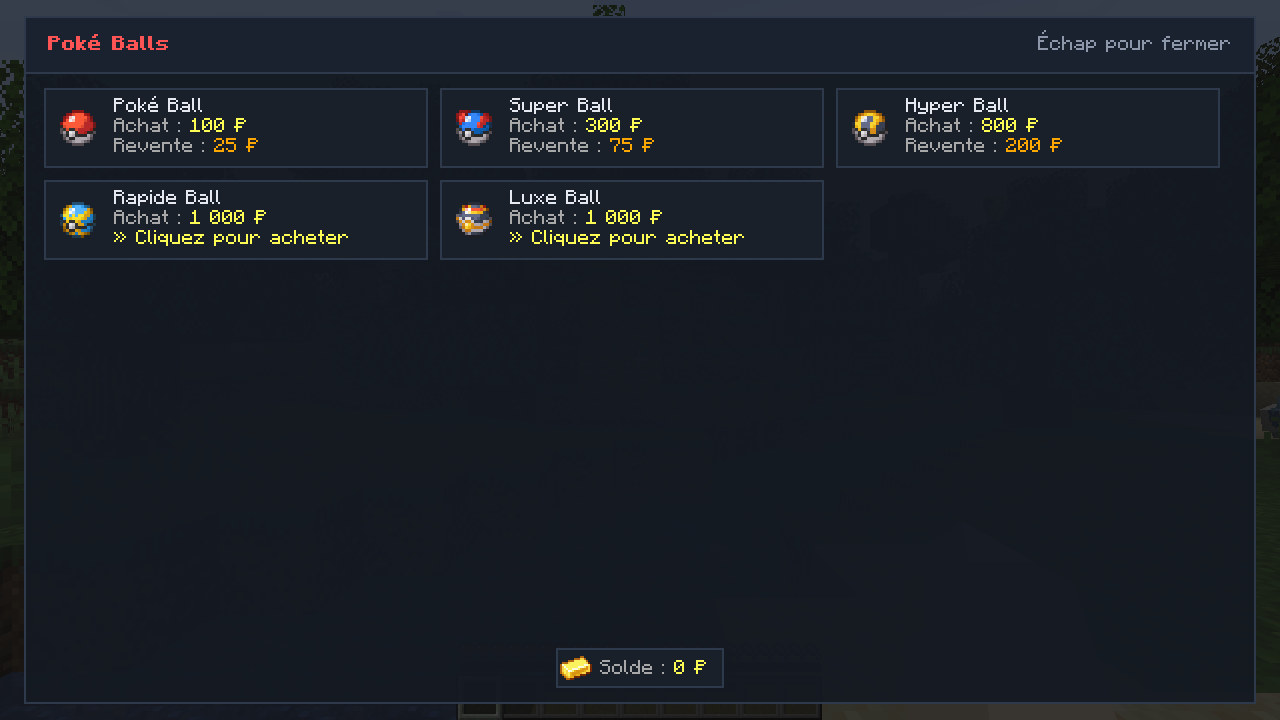 Poké Balls
Échap pour fermer
Poké Ball
Achat : 100 ₽
Revente : 25 ₽
Super Ball
Achat : 300 ₽
Revente : 75 ₽
Hyper Ball
Achat : 800 ₽
Revente : 200 ₽
Rapide Ball
Achat : 1 000 ₽
» Cliquez pour acheter
Luxe Ball
Achat : 1 000 ₽
» Cliquez pour acheter
Solde : 0 ₽